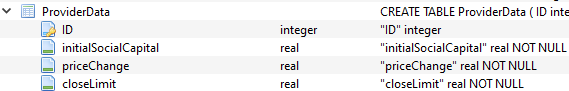 ProviderData CREATE TABLE ProviderData ( ID inte
ID integer "ID" integer
initialSocialCapital real "initialSocialCapital" real NOT NULL
priceChange real "priceChange" real NOT NULL
closeLimit real "closeLimit" real NOT NULL